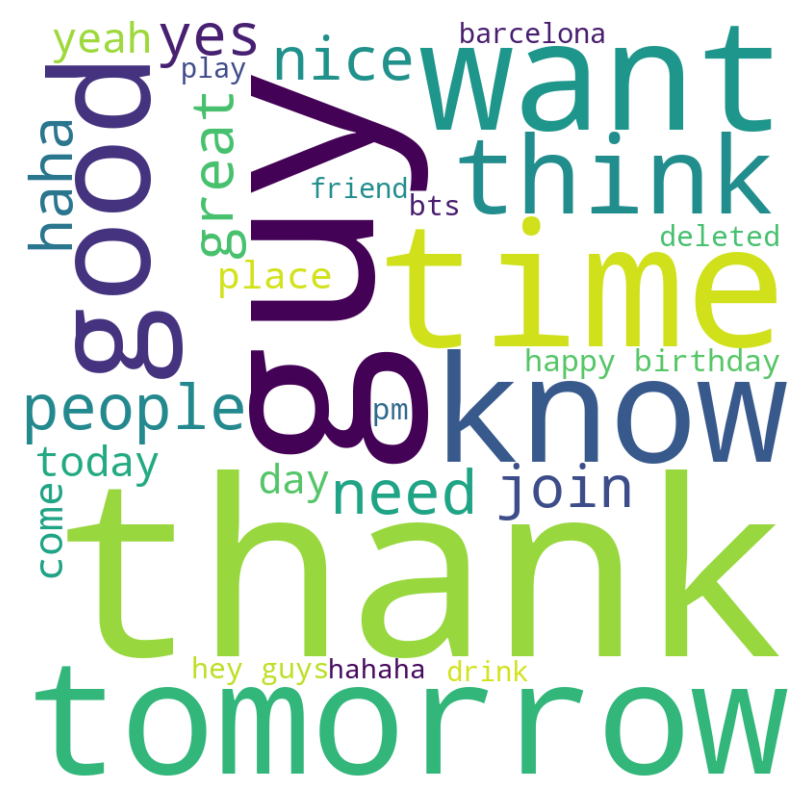 yeah
yes
barcelona
play
nice
want
good
great
haha
guy
think
friend
bts
deleted
place
time
happy birthday
people
pm
know
today
day
need
join
come
thank
hey guys
hahaha
drink
tomorrow